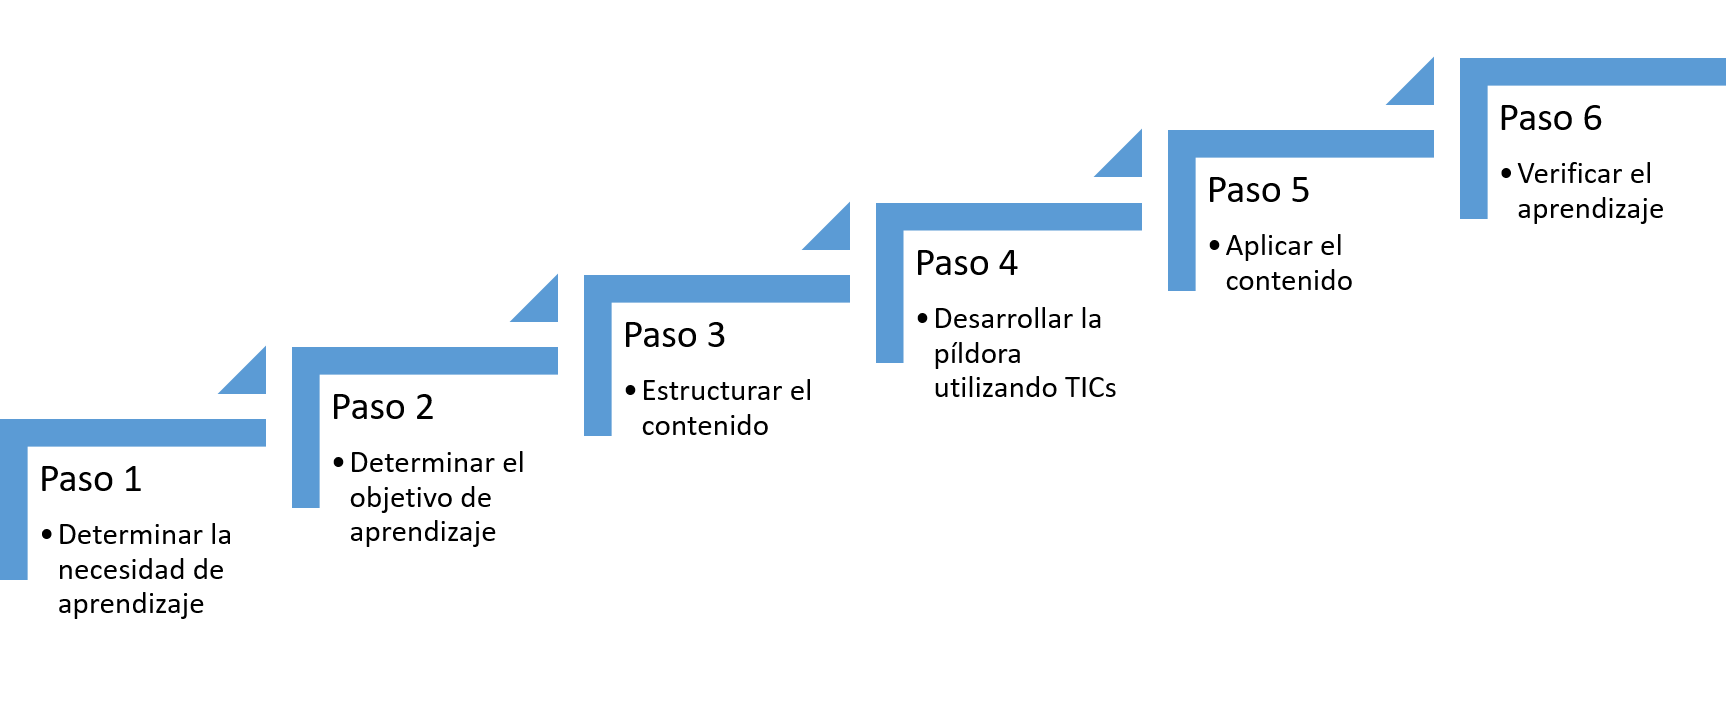 Paso 1
• Determinar la
necesidad de
aprendizaje
Paso 2
• Determinar el
objetivo de
aprendizaje
Paso 3
• Estructurar el
contenido
Paso 4
• Desarrollar la
píldora
utilizando TICs
Paso 5
• Aplicar el
contenido
Paso 6
• Verificar el
aprendizaje